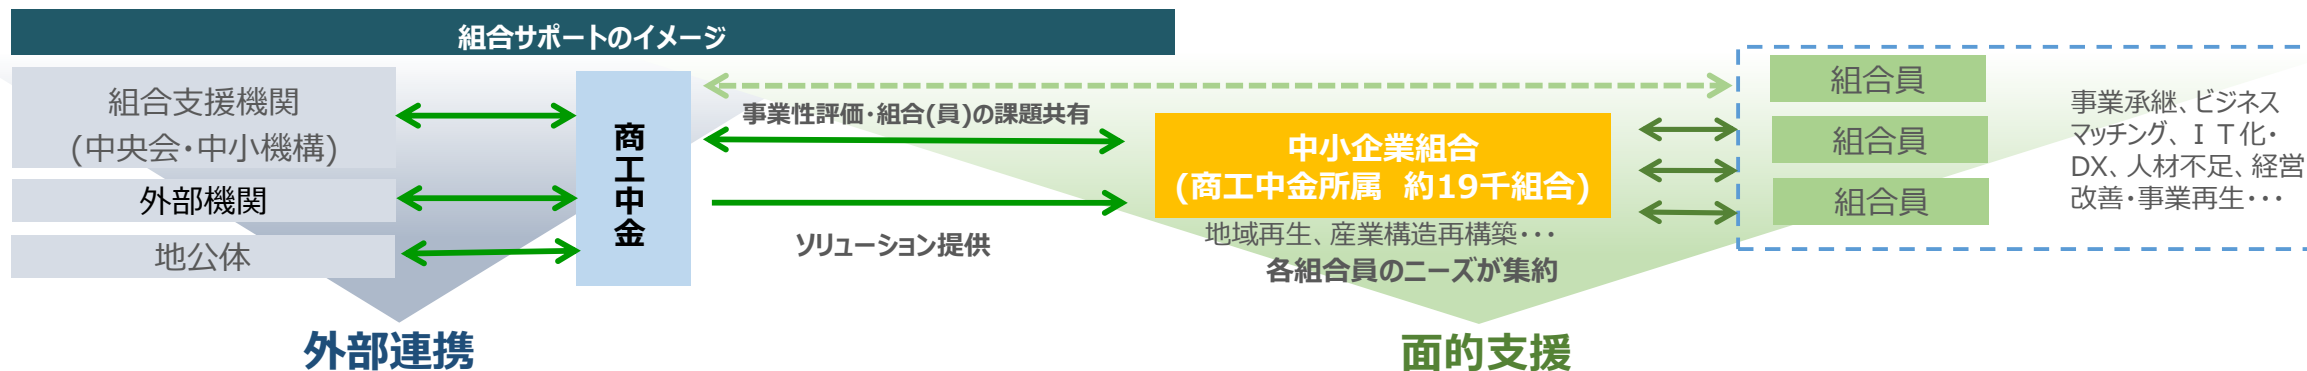 組合サポートのイメージ
組合支援機関
(中央会・中小機構)
外部機関
地公体
商工中金
事業性評価・組合(員)の課題共有
ソリューション提供
中小企業組合
(商工中金所属　約19千組合)
地域再生、産業構造再構築・・・
各組合員のニーズが集約
組合員
組合員
組合員
事業承継、ビジネス
マッチング、ＩＴ化・
DX、人材不足、経営
改善・事業再生・・・
外部連携
面的支援